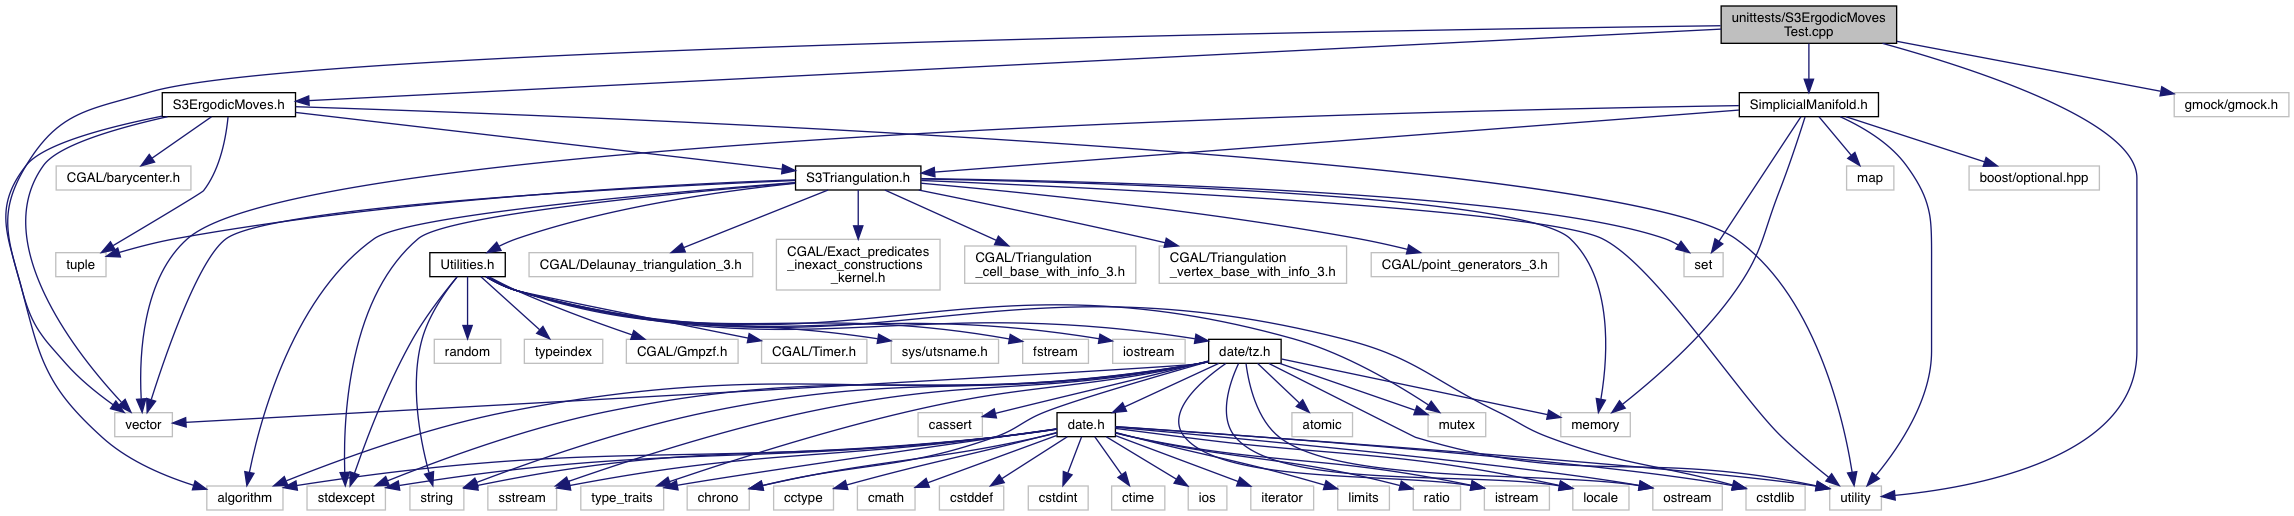 unittests/S3ErgodicMoves
Test.cpp
S3ErgodicMoves.h
SimplicialManifold.h
gmock/gmock.h
CGAL/barycenter.h
S3Triangulation.h
map
boost/optional.hpp
tuple
Utilities.h
CGAL/Delaunay_triangulation_3.h
CGAL/Exact_predicates
_inexact_constructions
_kernel.h
CGAL/Triangulation
_cell_base_with_info_3.h
CGAL/Triangulation
_vertex_base_with_info_3.h
CGAL/point_generators_3.h
set
random
typeindex
CGAL/Gmpzf.h
CGAL/Timer.h
sys/utsname.h
fstream
iostream
date/tz.h
vector
cassert
date.h
atomic
mutex
memory
algorithm
stdexcept
string
sstream
type_traits
chrono
cctype
cmath
cstddef
cstdint
ctime
ios
iterator
limits
ratio
istream
locale
ostream
cstdlib
utility